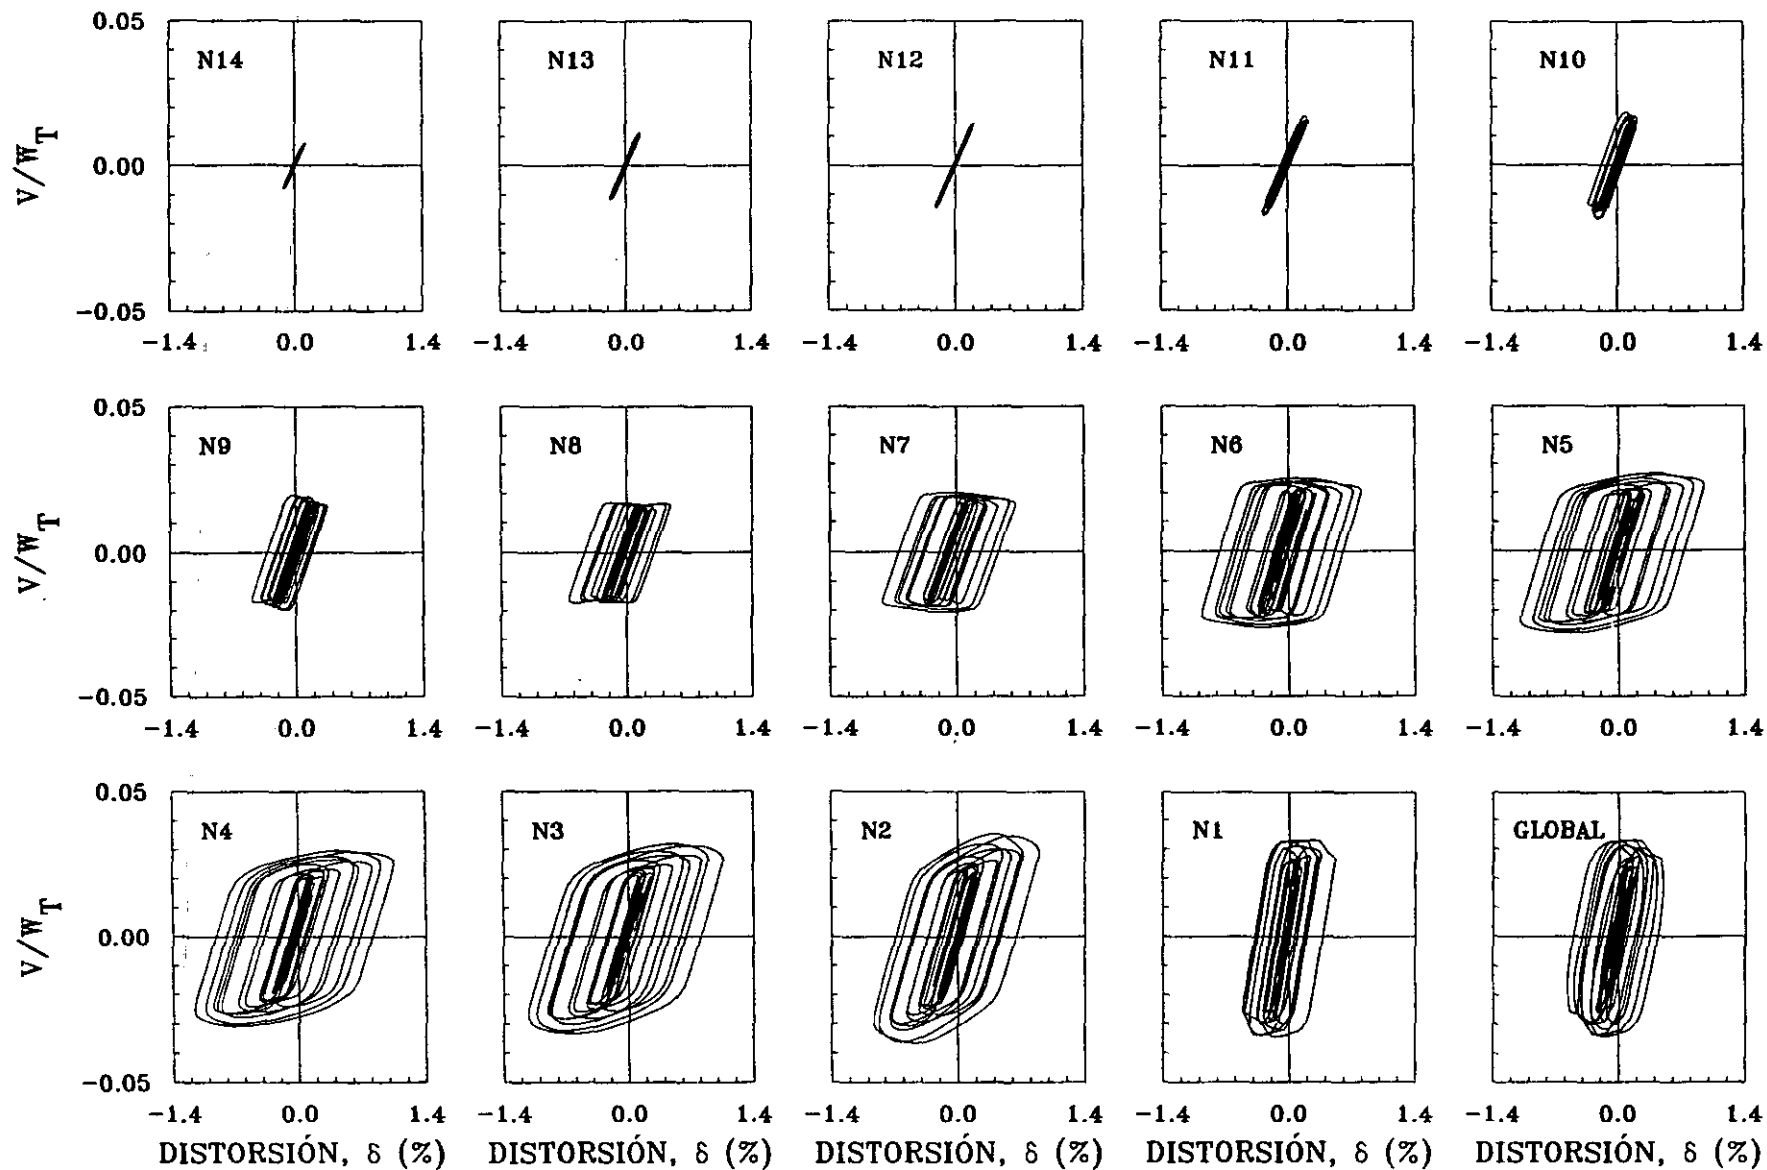 0.05
N14 N13 N12 N11 N10
V/W_T
0.00
-0.05
-1.4 0.0 1.4 -1.4 0.0 1.4 -1.4 0.0 1.4 -1.4 0.0 1.4 -1.4 0.0 1.4
0.05
N9 N8 N7 N6 N5
V/W_T
0.00
-0.05
-1.4 0.0 1.4 -1.4 0.0 1.4 -1.4 0.0 1.4 -1.4 0.0 1.4 -1.4 0.0 1.4
0.05
N4 N3 N2 N1 GLOBAL
V/W_T
0.00
-0.05
-1.4 0.0 1.4 -1.4 0.0 1.4 -1.4 0.0 1.4 -1.4 0.0 1.4 -1.4 0.0 1.4
DISTORSIÓN, δ (%) DISTORSIÓN, δ (%) DISTORSIÓN, δ (%) DISTORSIÓN, δ (%) DISTORSIÓN, δ (%)